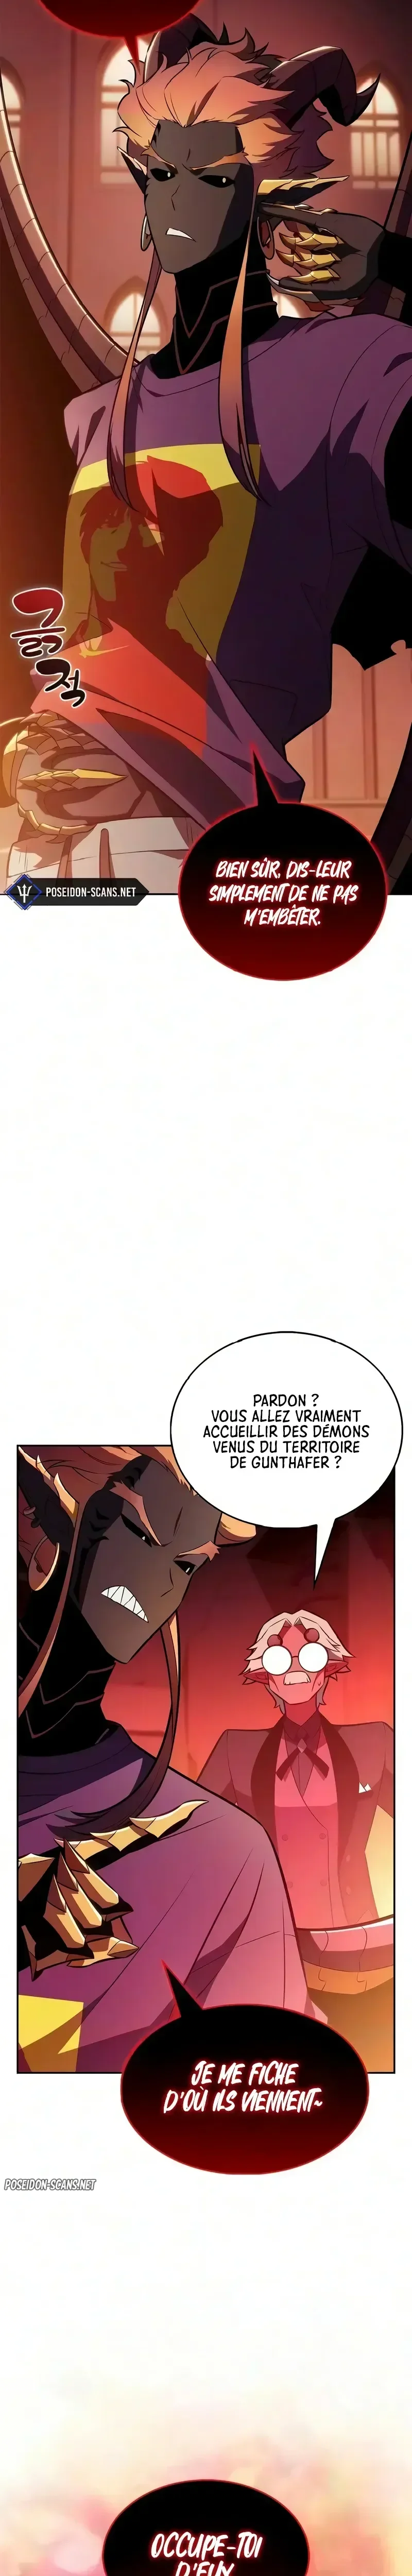 긁적
BIEN SÛR, DIS-LEUR
SIMPLEMENT DE NE PAS
M'EMBÊTER.
POSEIDON-SCANS.NET
PARDON ?
VOUS ALLEZ VRAIMENT
ACCUEILLIR DES DÉMONS
VENUS DU TERRITOIRE
DE GUNTHAFER ?
JE ME FICHE
D'OÙ ILS VIENNENT~
POSEIDON-SCANS.NET
OCCUPE-TOI
D'EUX